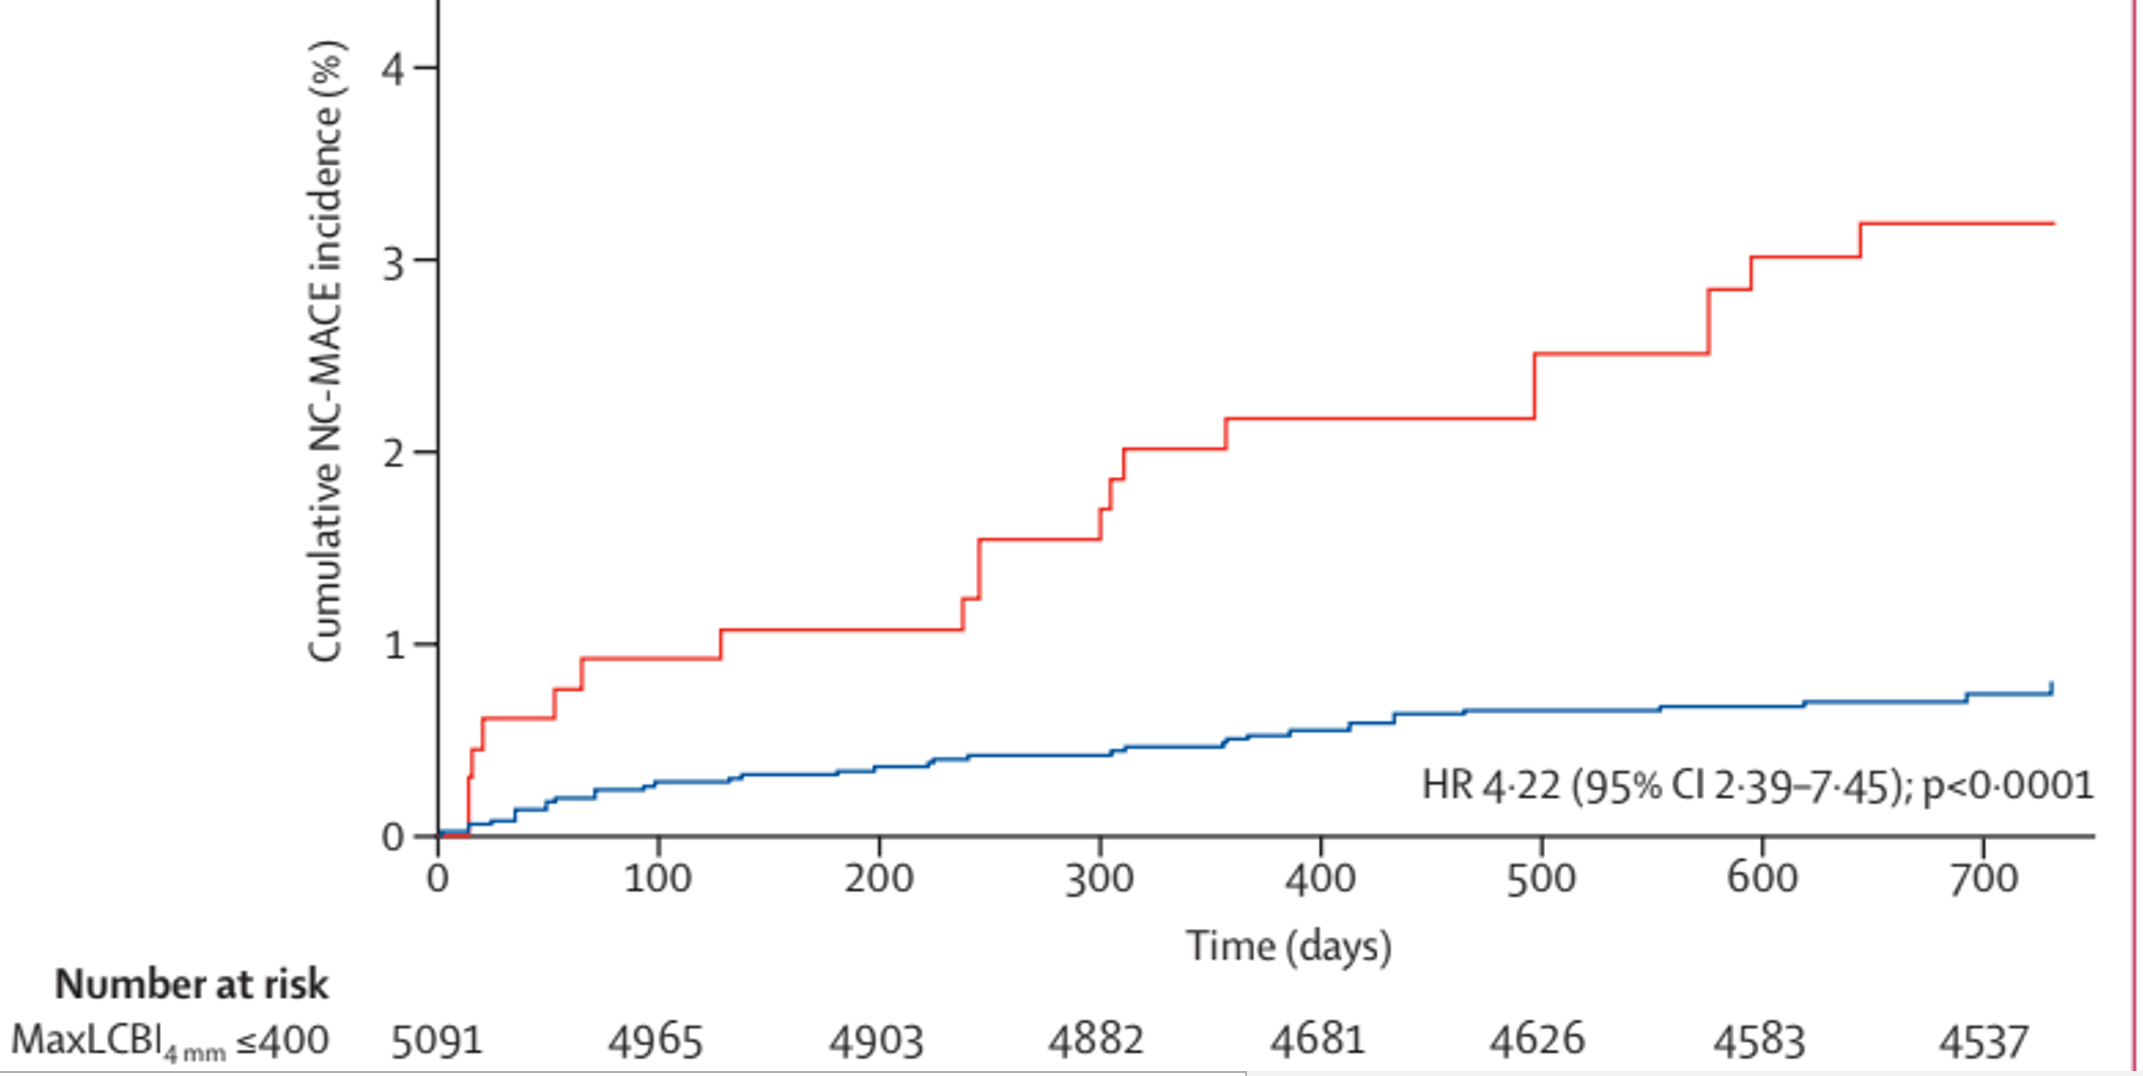 Cumulative NC-MACE incidence (%)
4
3
2
1
0
HR 4·22 (95% CI 2·39–7·45); p<0·0001
0 100 200 300 400 500 600 700
Time (days)
Number at risk
MaxLCBI4 mm ≤400 5091 4965 4903 4882 4681 4626 4583 4537